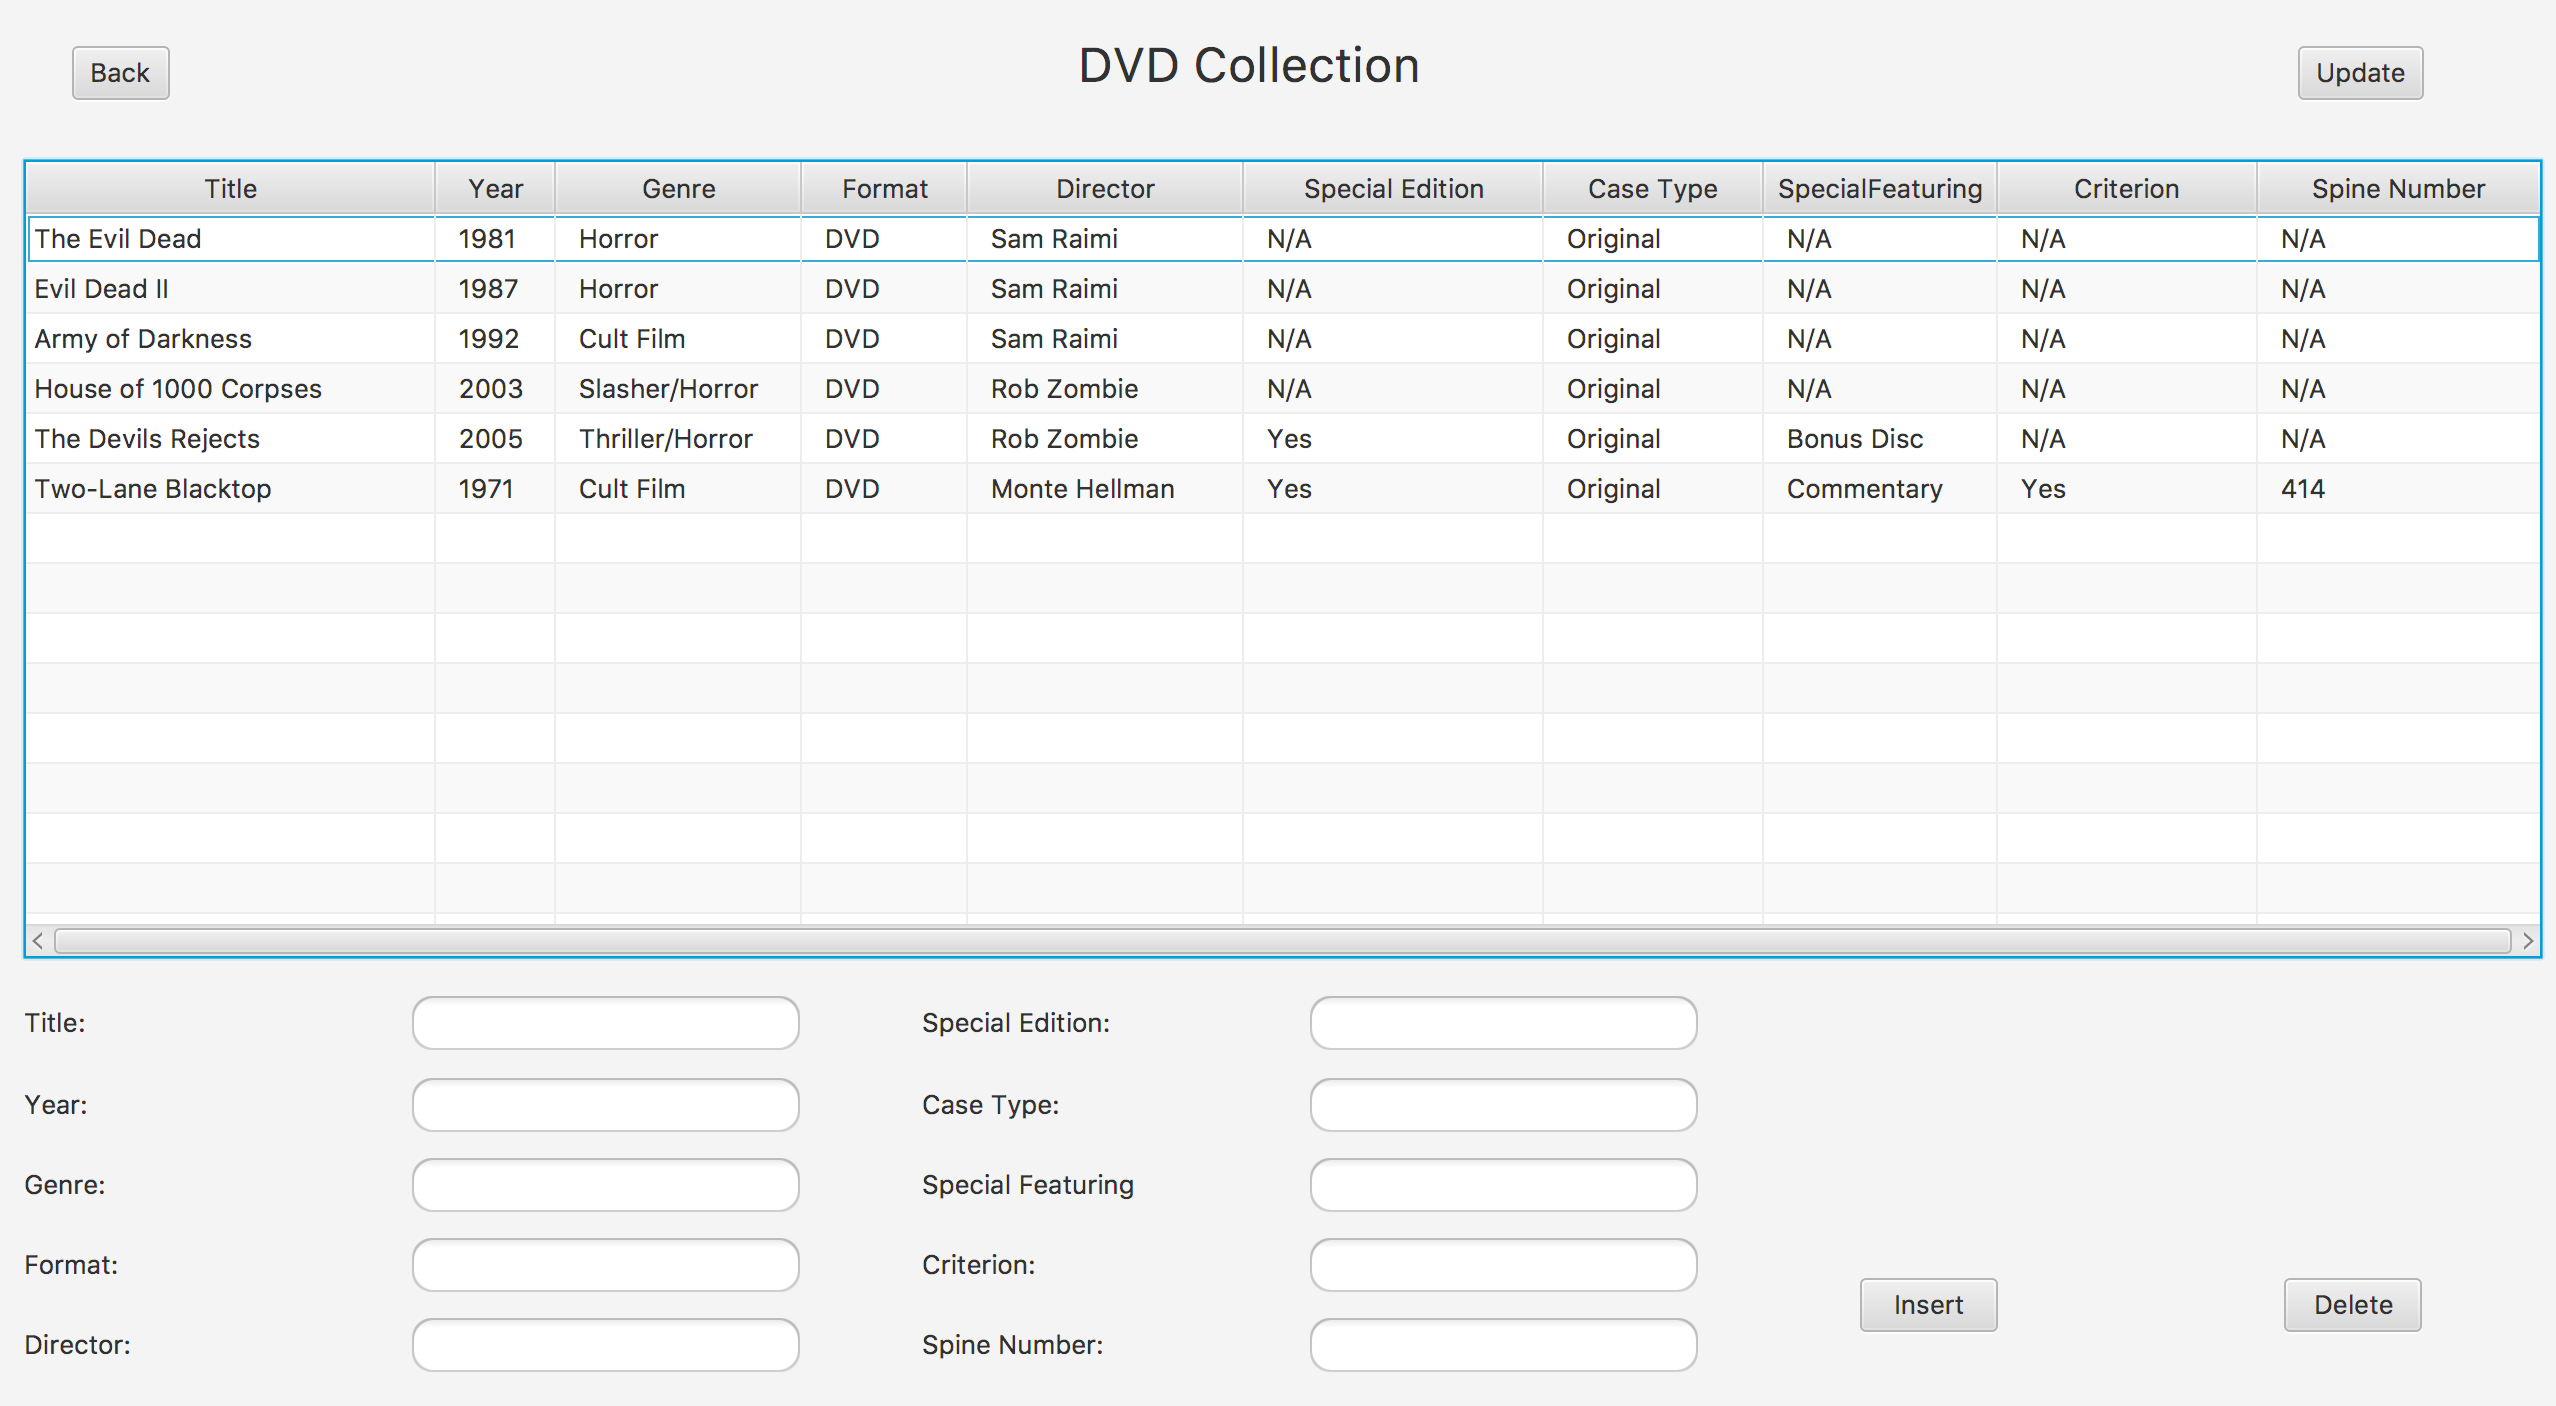 Back
DVD Collection
Update
Title Year Genre Format Director Special Edition Case Type SpecialFeaturing Criterion Spine Number
The Evil Dead 1981 Horror DVD Sam Raimi N/A Original N/A N/A N/A
Evil Dead II 1987 Horror DVD Sam Raimi N/A Original N/A N/A N/A
Army of Darkness 1992 Cult Film DVD Sam Raimi N/A Original N/A N/A N/A
House of 1000 Corpses 2003 Slasher/Horror DVD Rob Zombie N/A Original N/A N/A N/A
The Devils Rejects 2005 Thriller/Horror DVD Rob Zombie Yes Original Bonus Disc N/A N/A
Two-Lane Blacktop 1971 Cult Film DVD Monte Hellman Yes Original Commentary Yes 414
Title: Special Edition:
Year: Case Type:
Genre: Special Featuring
Format: Criterion:
Director: Spine Number:
Insert Delete